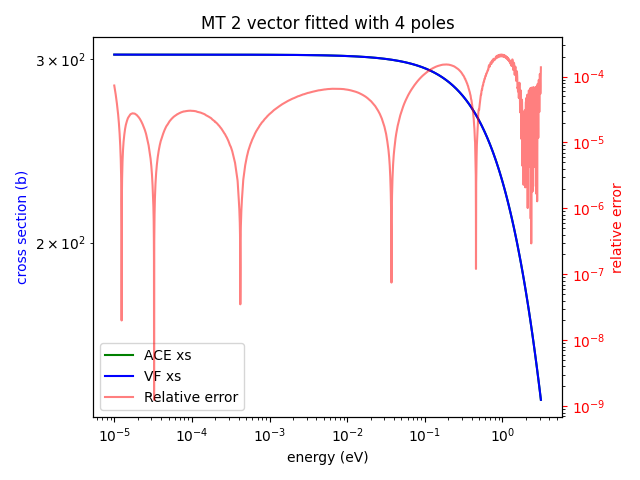 MT 2 vector fitted with 4 poles
3 × 10²
2 × 10²
cross section (b)
10⁻⁴
10⁻⁵
10⁻⁶
10⁻⁷
10⁻⁸
10⁻⁹
relative error
ACE xs
VF xs
Relative error
10⁻⁵ 10⁻⁴ 10⁻³ 10⁻² 10⁻¹ 10⁰
energy (eV)